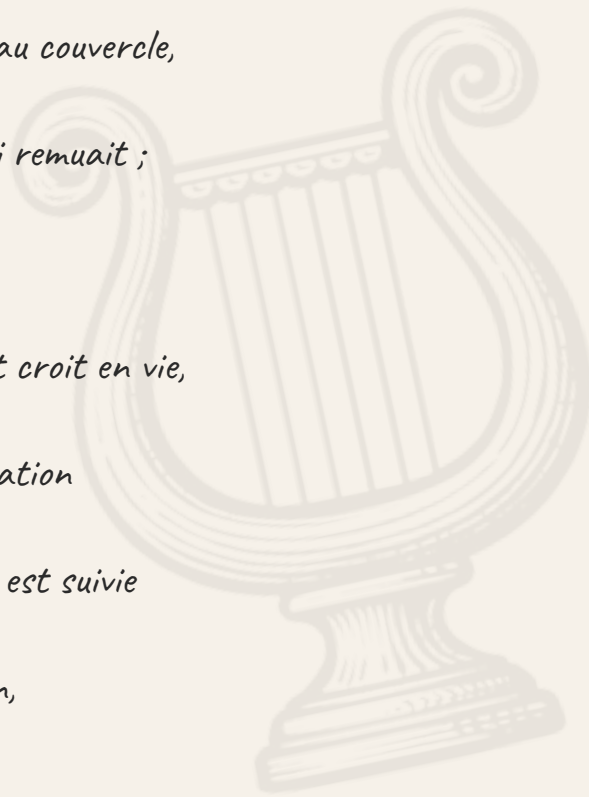 au couvercle,
i remuait ;
t croit en vie,
ation
est suivie
n,